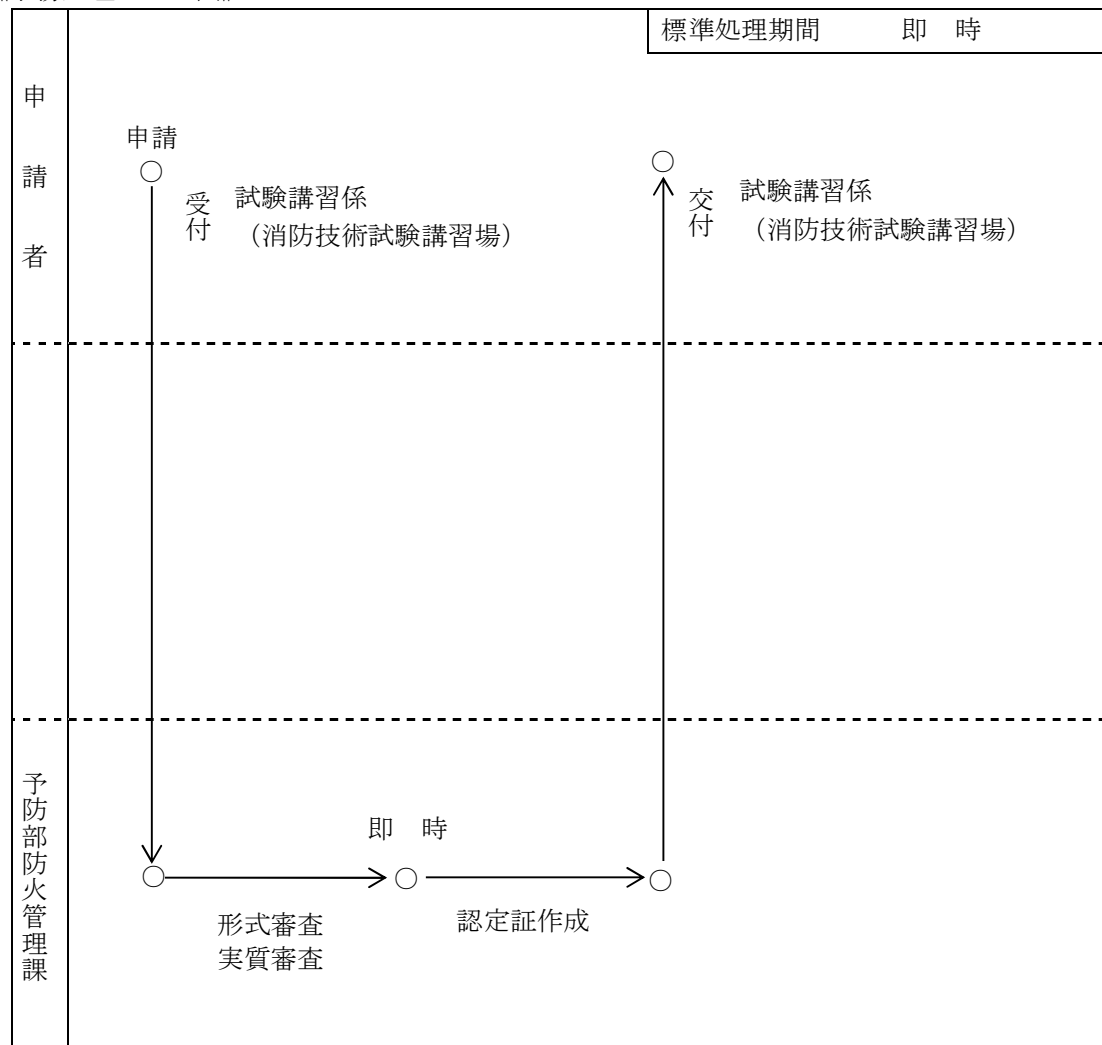 標準処理期間 即 時
申請者
申請
受付
試験講習係
（消防技術試験講習場）
交付
試験講習係
（消防技術試験講習場）
予防部防火管理課
即 時
形式審査
実質審査
認定証作成